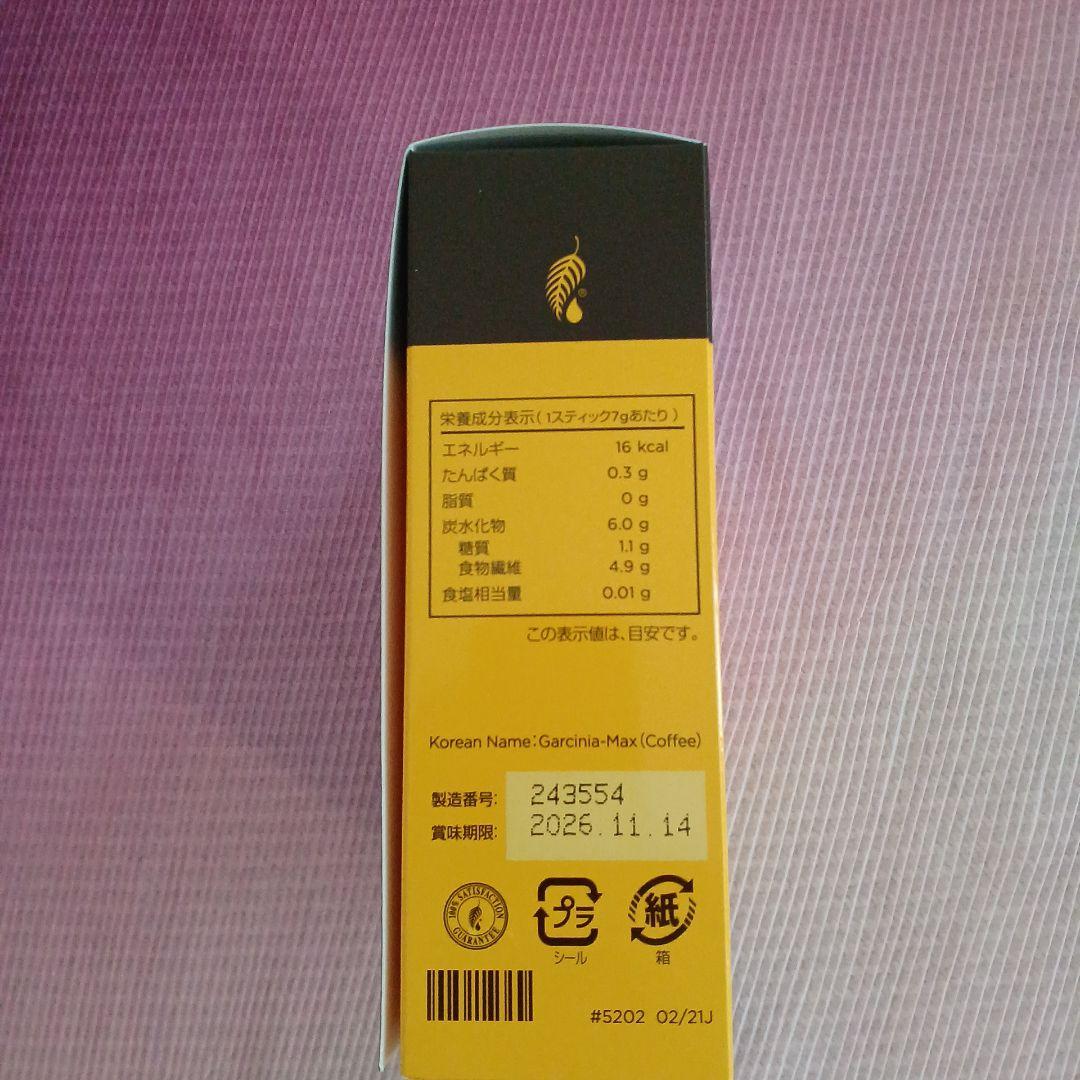 ®
栄養成分表示(1スティック7gあたり)
エネルギー 16 kcal
たんぱく質 0.3 g
脂質 0 g
炭水化物 6.0 g
糖質 1.1 g
食物繊維 4.9 g
食塩相当量 0.01 g
この表示値は、目安です。
Korean Name:Garcinia-Max(Coffee)
製造番号: 243554
賞味期限: 2026.11.14
100% SATISFACTION GUARANTEE
プラ
シール
紙
箱
#5202 02/21J